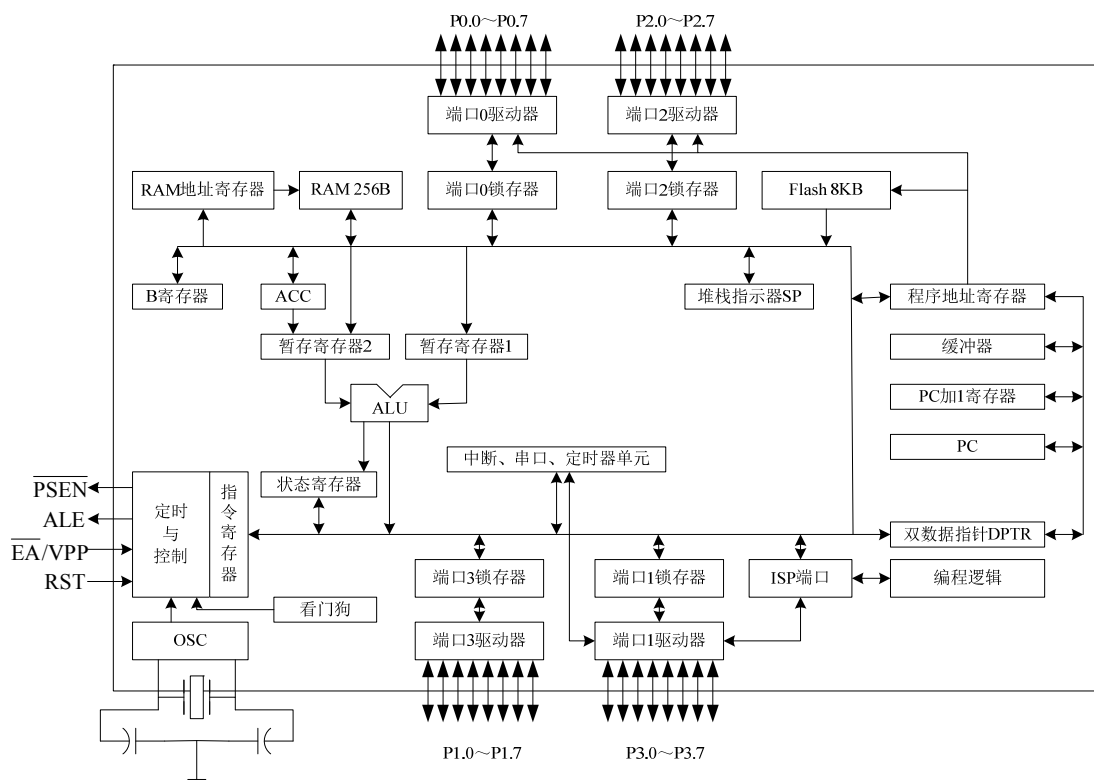 P0.0～P0.7
P2.0～P2.7
端口0驱动器
端口2驱动器
RAM地址寄存器
RAM 256B
端口0锁存器
端口2锁存器
Flash 8KB
B寄存器
ACC
堆栈指示器SP
程序地址寄存器
暂存寄存器2
暂存寄存器1
缓冲器
ALU
PC加1寄存器
中断、串口、定时器单元
PC
PSEN
ALE
EA/VPP
RST
定时
与
控制
指令寄存器
状态寄存器
双数据指针DPTR
端口3锁存器
端口1锁存器
ISP端口
编程逻辑
看门狗
OSC
端口3驱动器
端口1驱动器
P1.0～P1.7
P3.0～P3.7